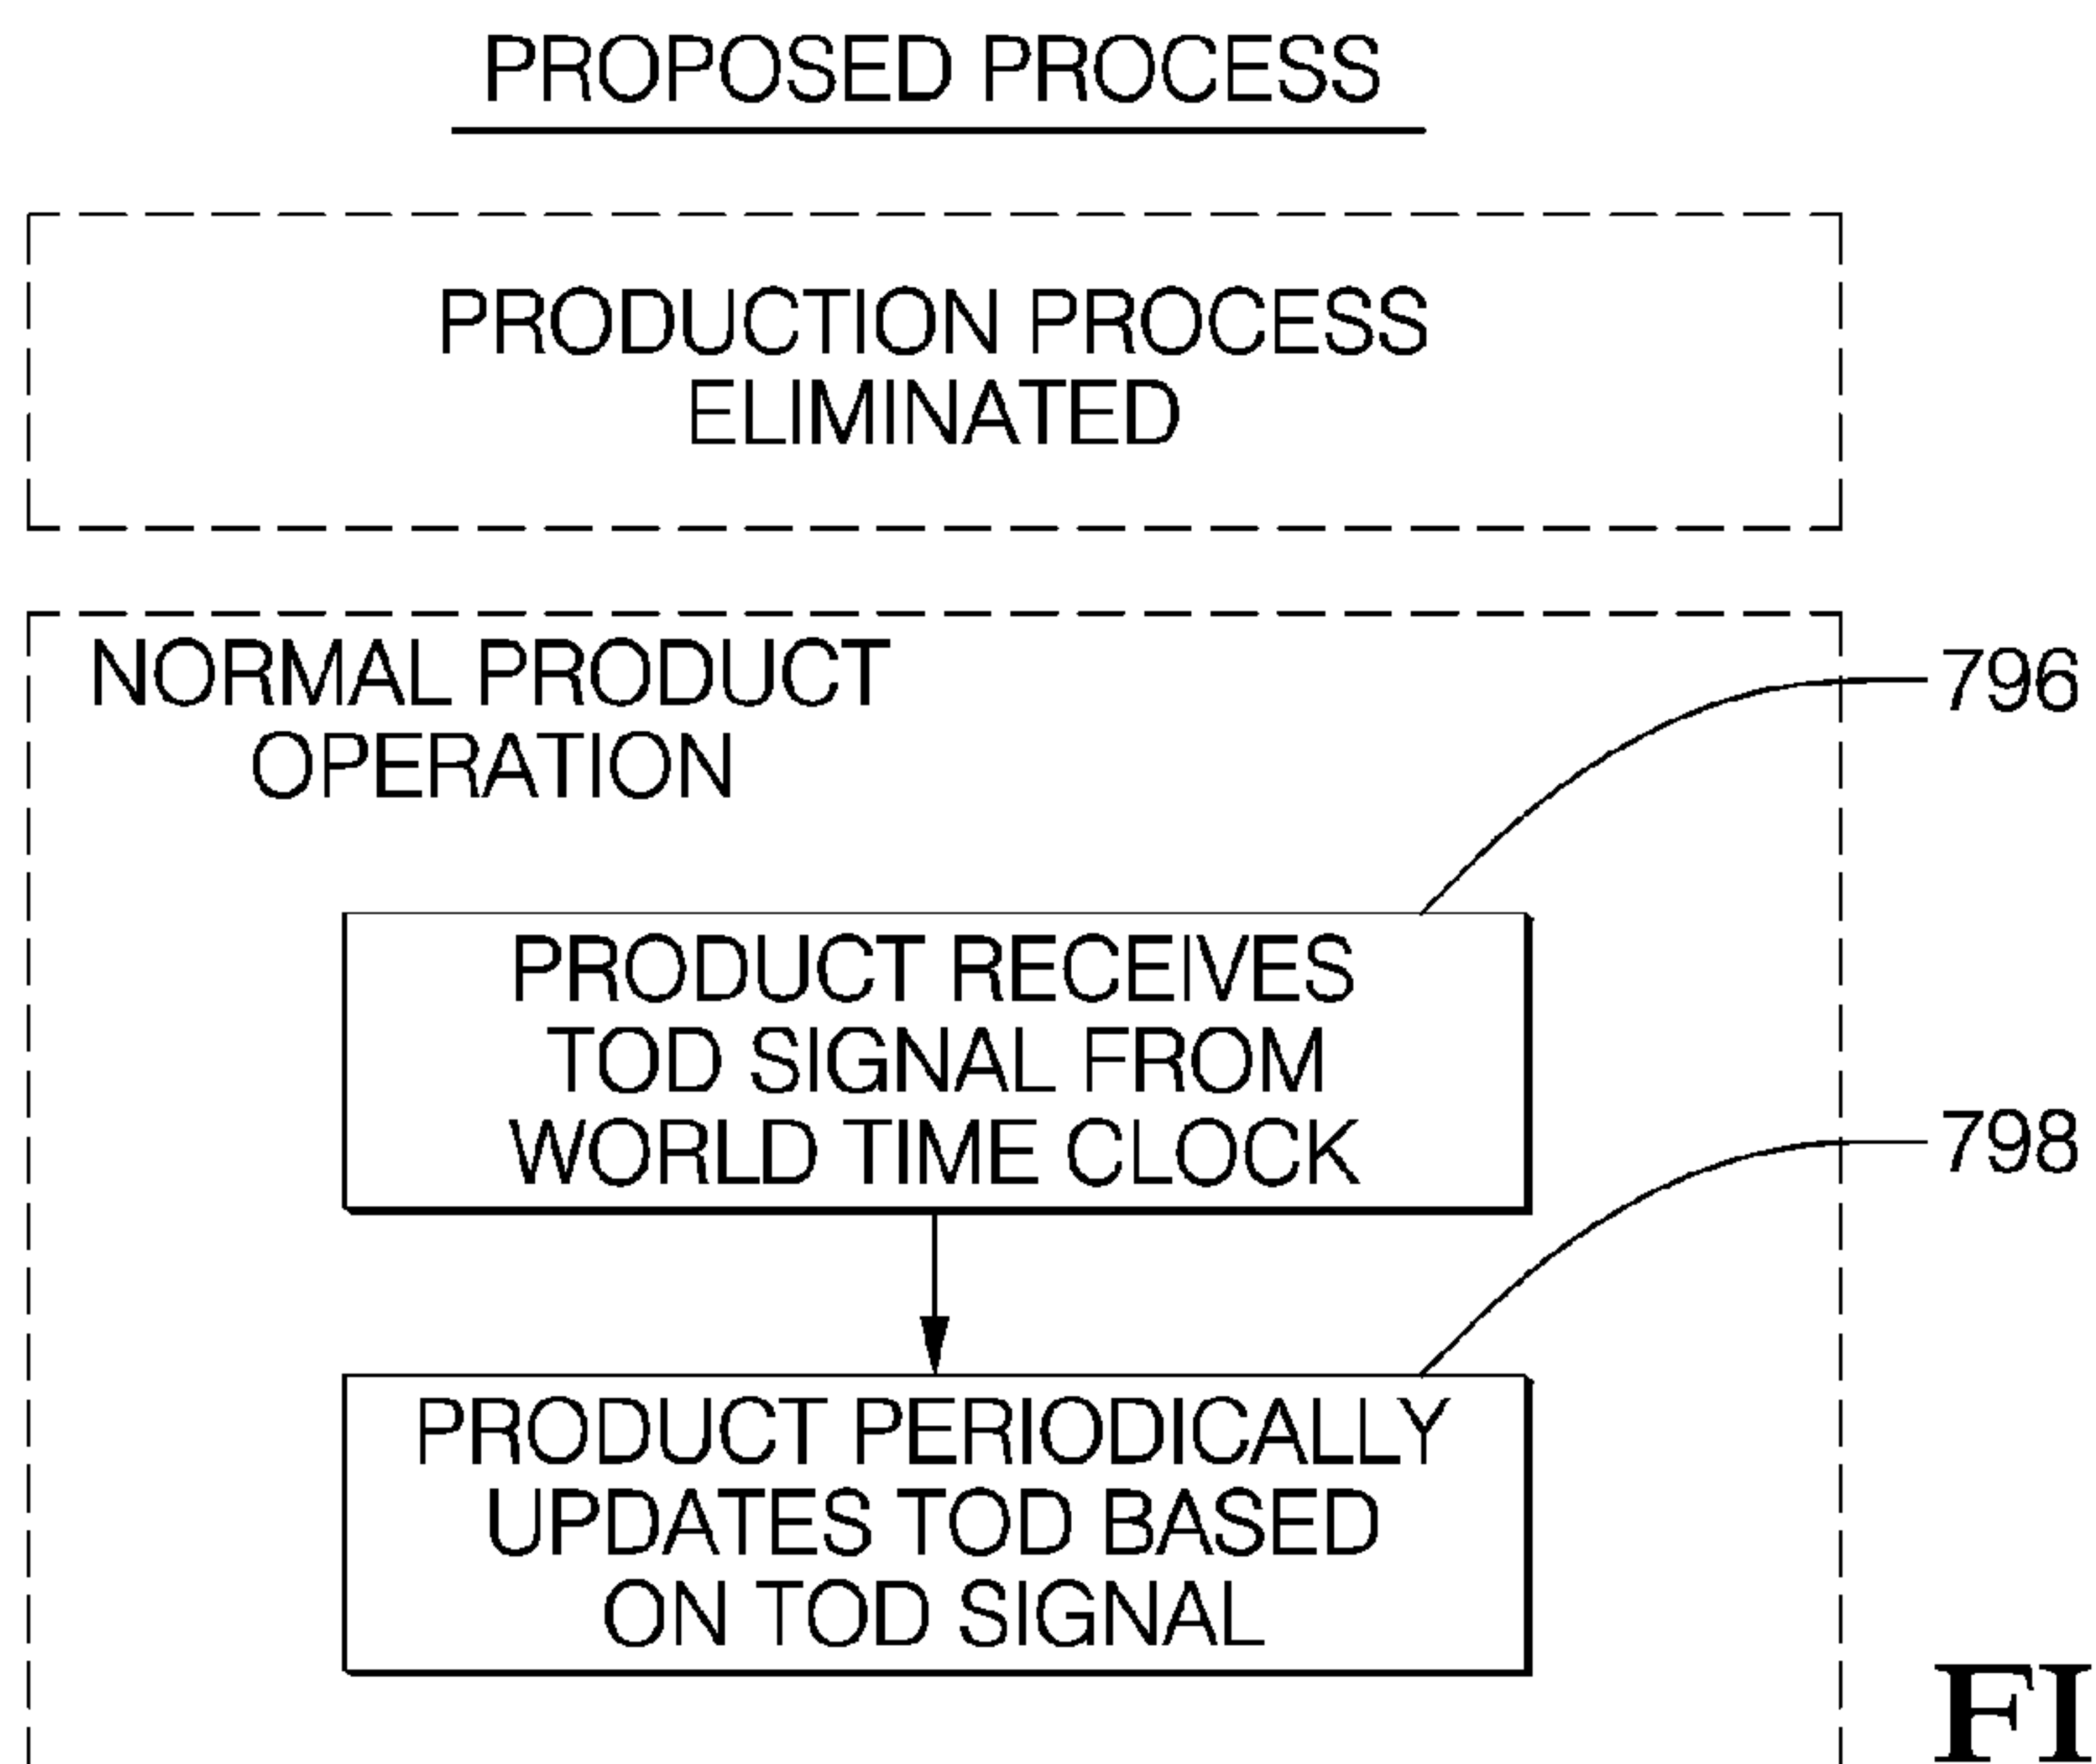 PROPOSED PROCESS
PRODUCTION PROCESS
ELIMINATED
NORMAL PRODUCT
OPERATION
796
PRODUCT RECEIVES
TOD SIGNAL FROM
WORLD TIME CLOCK
798
PRODUCT PERIODICALLY
UPDATES TOD BASED
ON TOD SIGNAL
FI